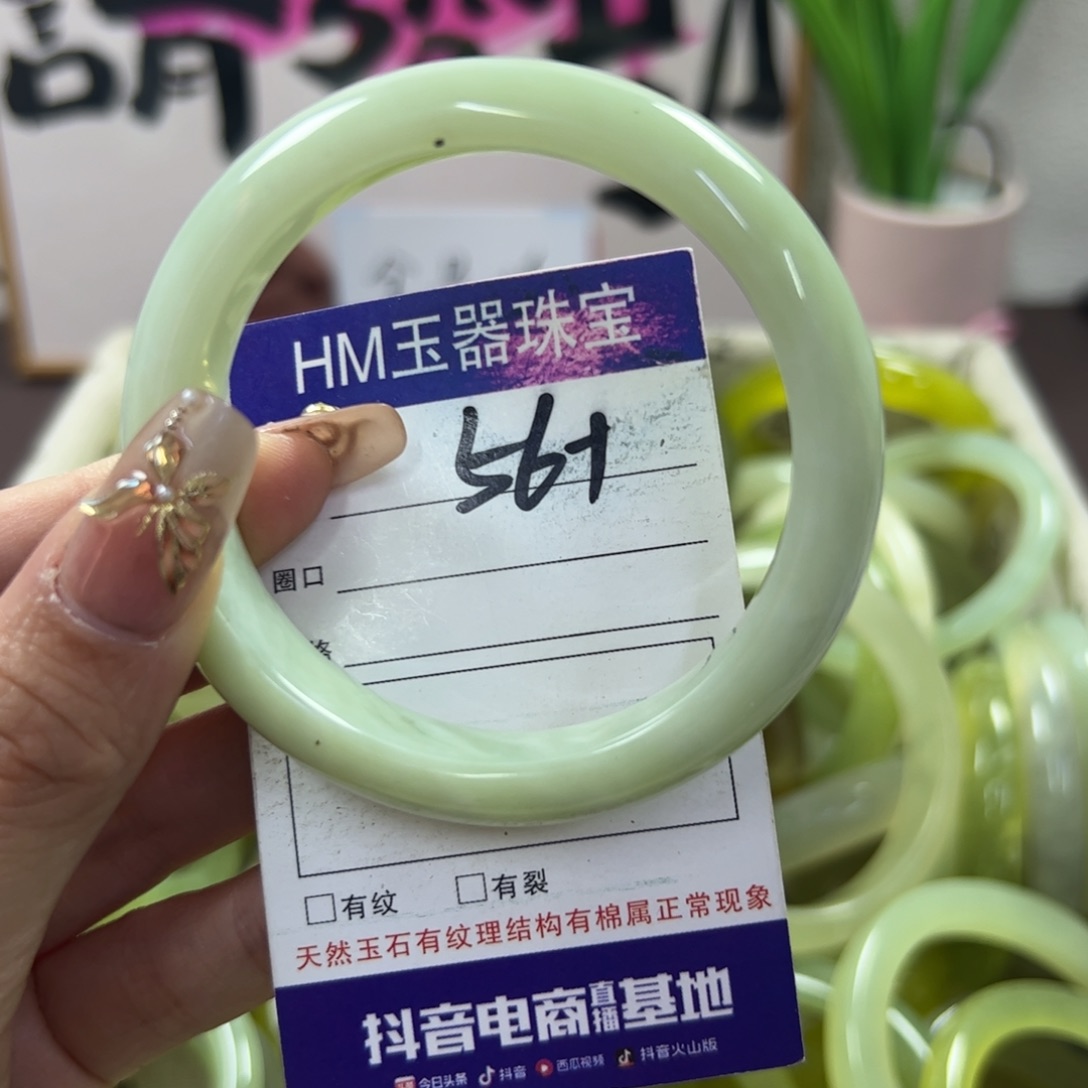 請
HM玉器珠宝
56+
圈口
有纹 有裂
天然玉石有纹理结构有棉属正常现象
抖音电商直播基地
今日头条 抖音 西瓜视频 抖音火山版